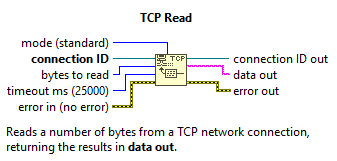 TCP Read
mode (standard)
connection ID
bytes to read
timeout ms (25000)
error in (no error)
TCP
connection ID out
data out
error out
Reads a number of bytes from a TCP network connection,
returning the results in data out.